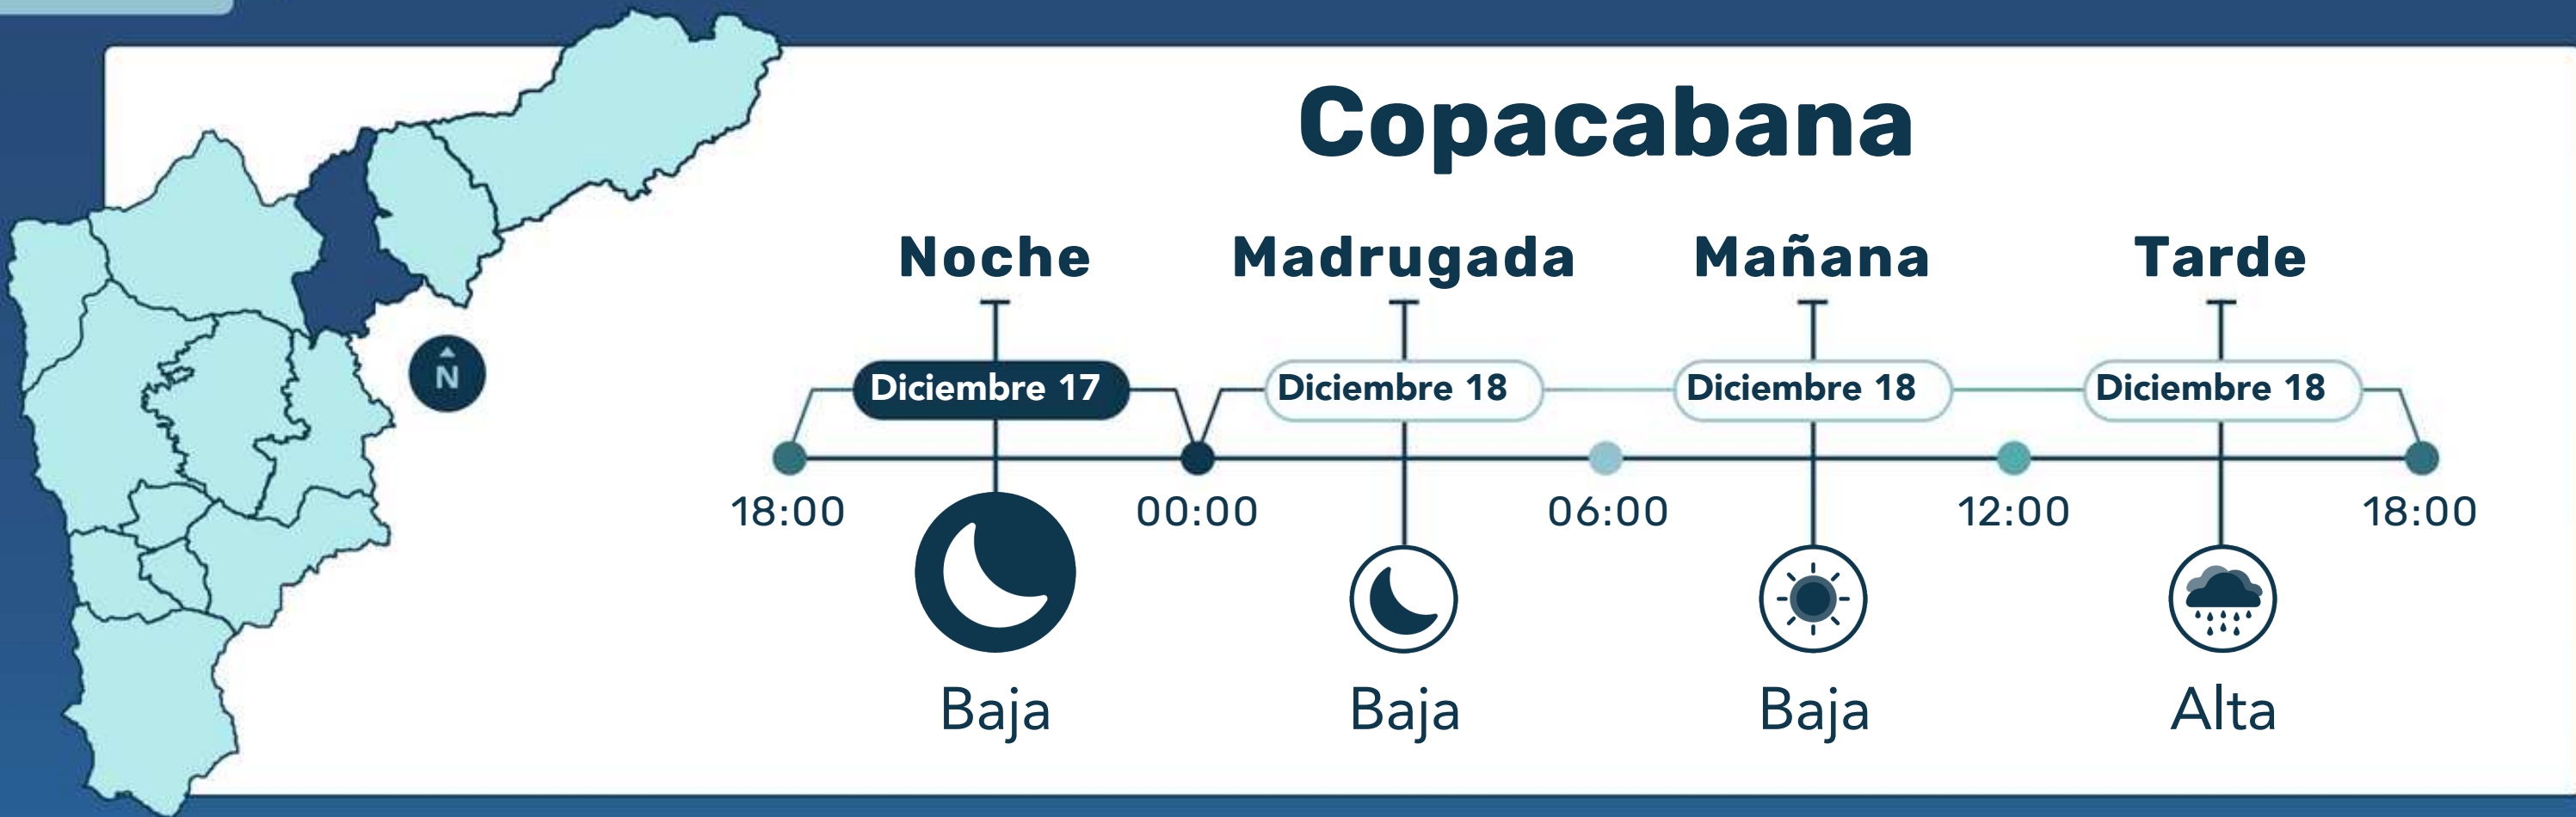 Copacabana
Noche Madrugada Mañana Tarde
Diciembre 17 Diciembre 18 Diciembre 18 Diciembre 18
N
18:00 00:00 06:00 12:00 18:00
Baja Baja Baja Alta